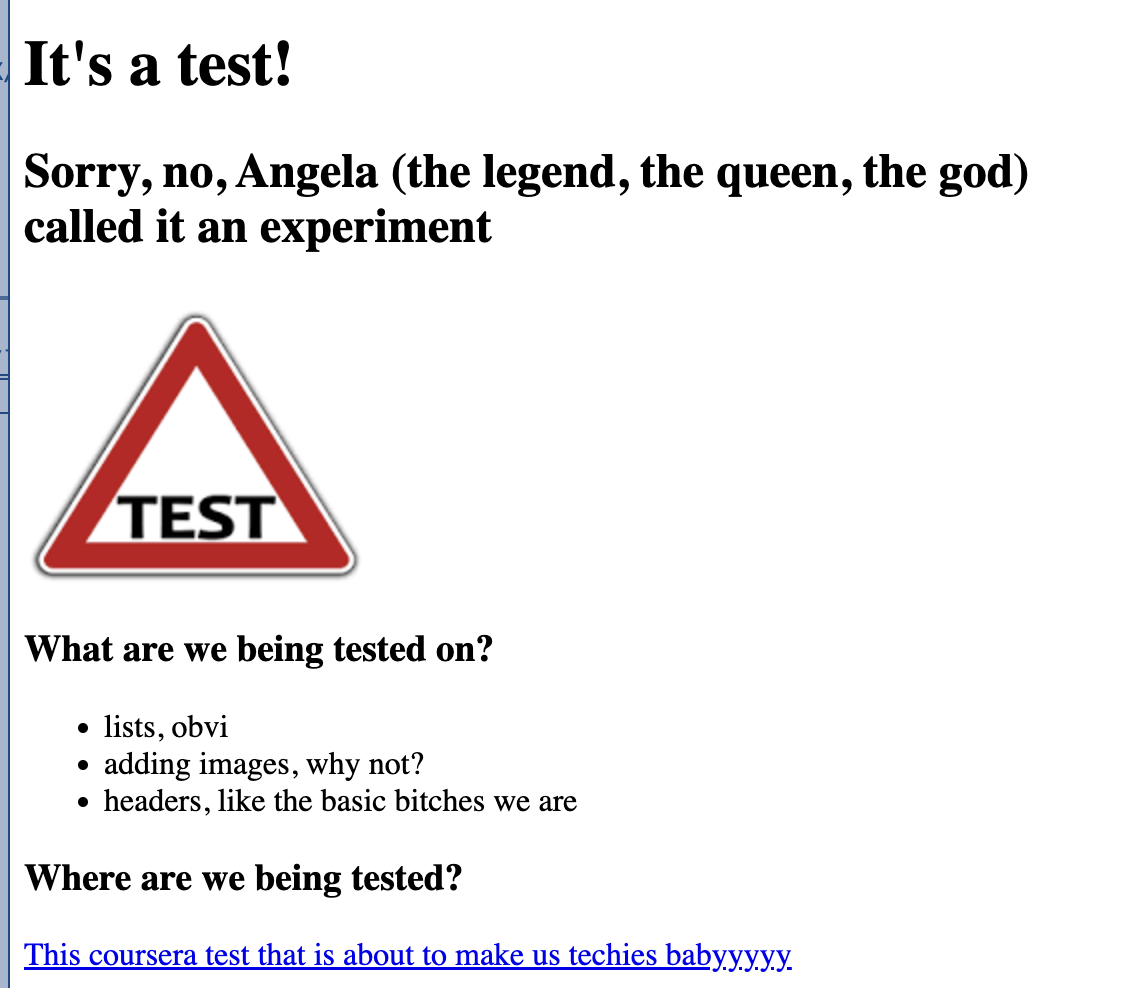 It's a test!
Sorry, no, Angela (the legend, the queen, the god)
called it an experiment
TEST
What are we being tested on?
• lists, obvi
• adding images, why not?
• headers, like the basic bitches we are
Where are we being tested?
This coursera test that is about to make us techies babyyyyy